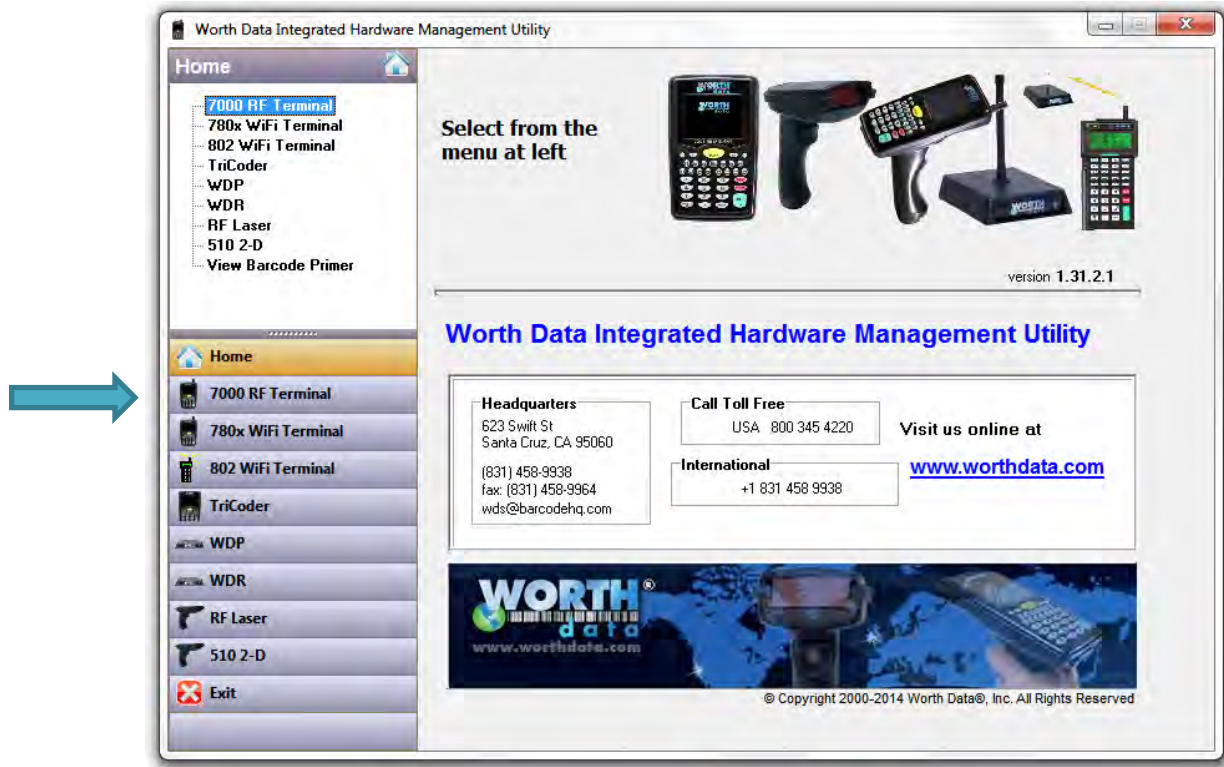 Worth Data Integrated Hardware Management Utility
Home
7000 RF Terminal
780x WiFi Terminal
802 WiFi Terminal
TriCoder
WDP
WDR
RF Laser
510 2-D
View Barcode Primer
Home
7000 RF Terminal
780x WiFi Terminal
802 WiFi Terminal
TriCoder
WDP
WDR
RF Laser
510 2-D
Exit
Select from the
menu at left
WORTH
WORTH
WORTH
version 1.31.2.1
Worth Data Integrated Hardware Management Utility
Headquarters
623 Swift St
Santa Cruz, CA 95060
(831) 458-9938
fax: (831) 458-9964
wds@barcodehq.com
Call Toll Free
USA 800 345 4220
International
+1 831 458 9938
Visit us online at
www.worthdata.com
WORTH®
data
www.worthdata.com
© Copyright 2000-2014 Worth Data®, Inc. All Rights Reserved